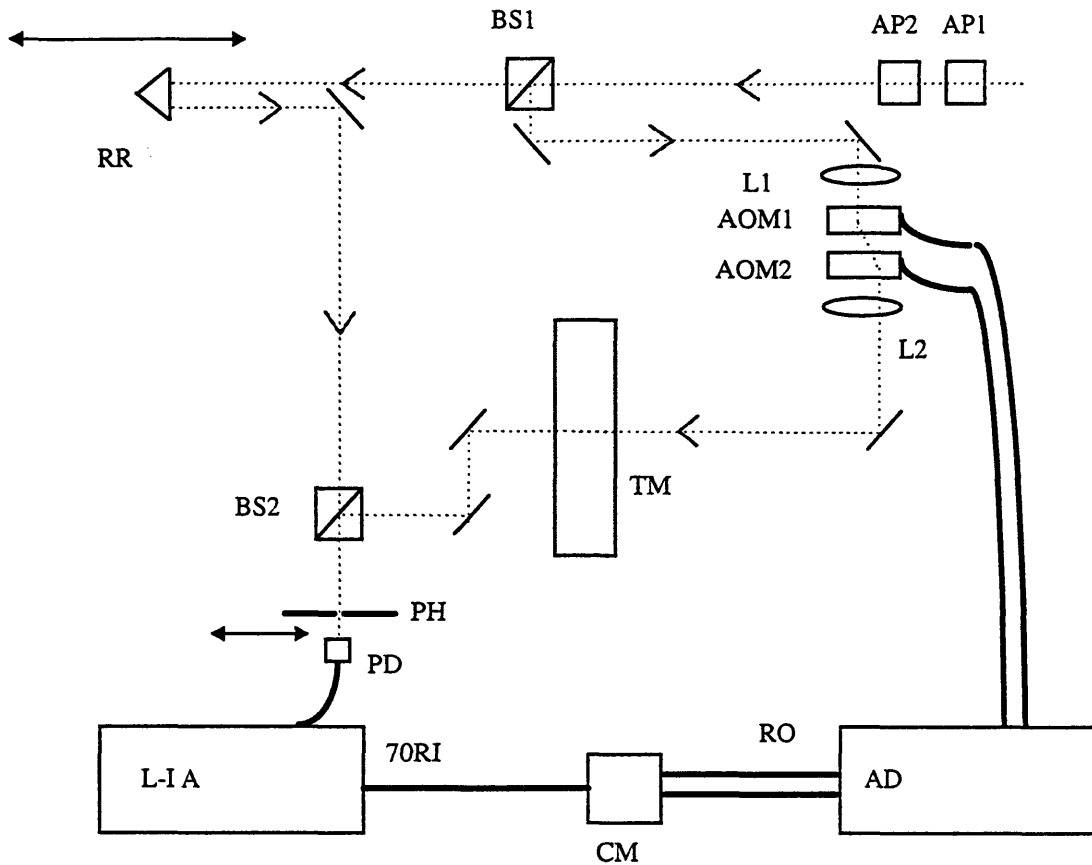 BS1
AP2 AP1
RR
L1
AOM1
AOM2
L2
TM
BS2
PH
PD
70RI
RO
L-I A
AD
CM